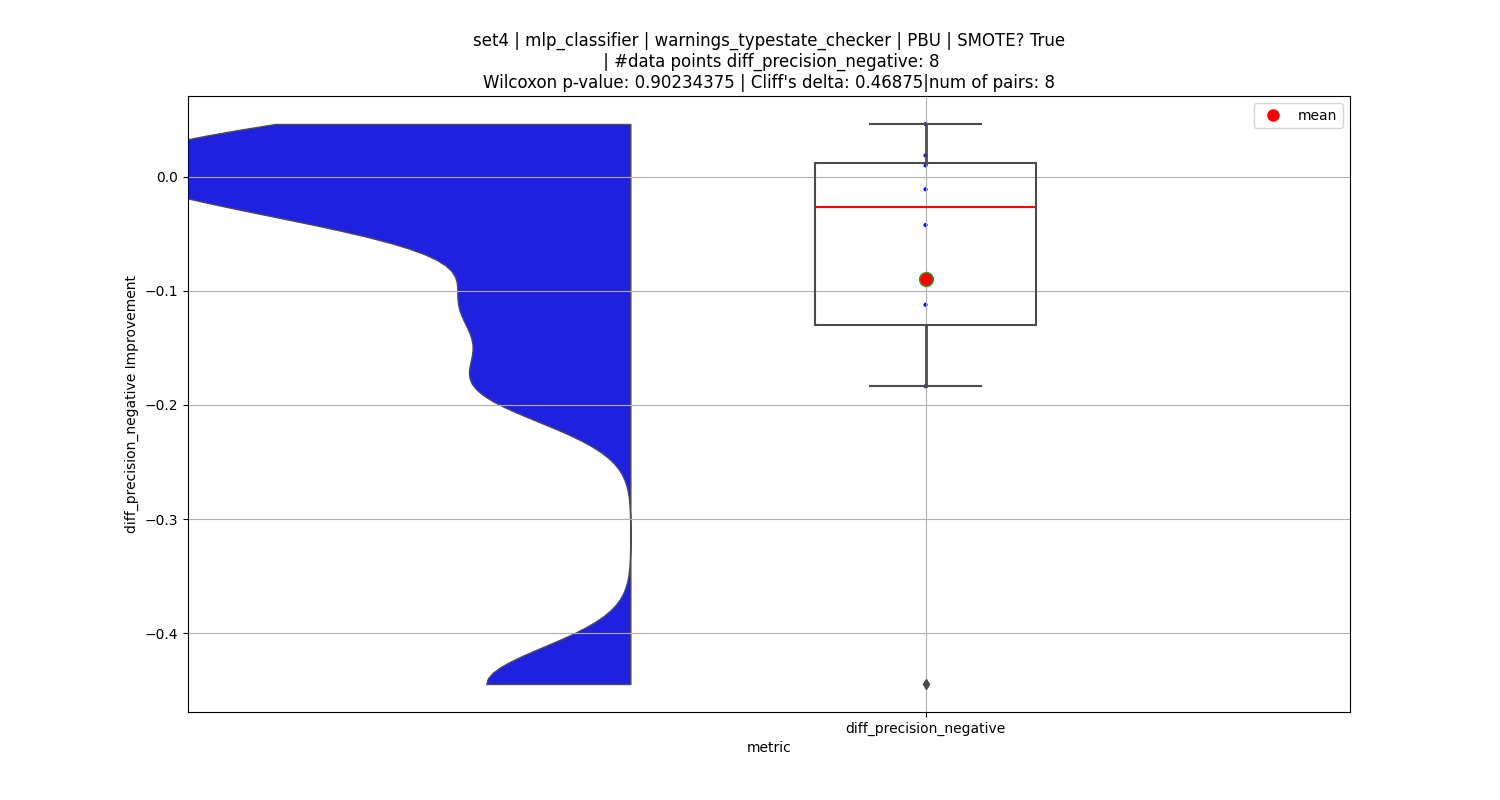 set4 | mlp_classifier | warnings_typestate_checker | PBU | SMOTE? True
| #data points diff_precision_negative: 8
Wilcoxon p-value: 0.90234375 | Cliff's delta: 0.46875|num of pairs: 8
mean
0.0
−0.1
−0.2
−0.3
−0.4
diff_precision_negative Improvement
diff_precision_negative
metric